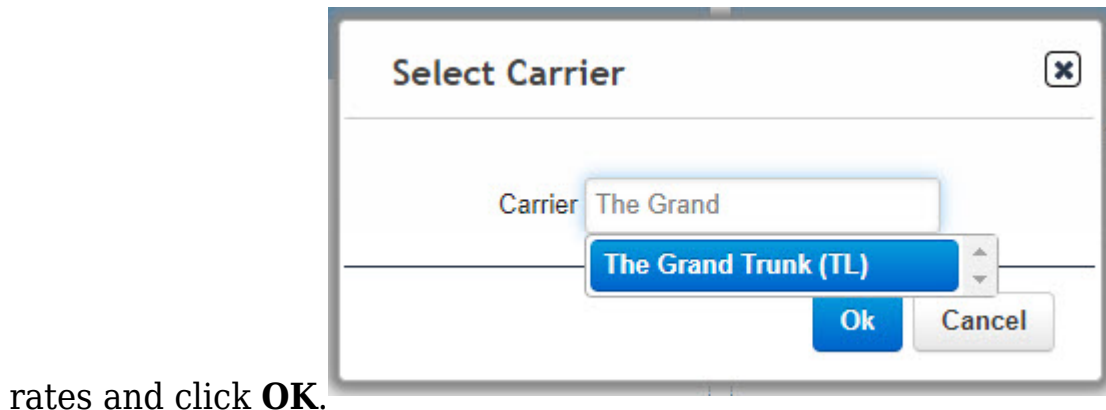 Select Carrier
Carrier The Grand
The Grand Trunk (TL)
Ok Cancel
rates and click OK.